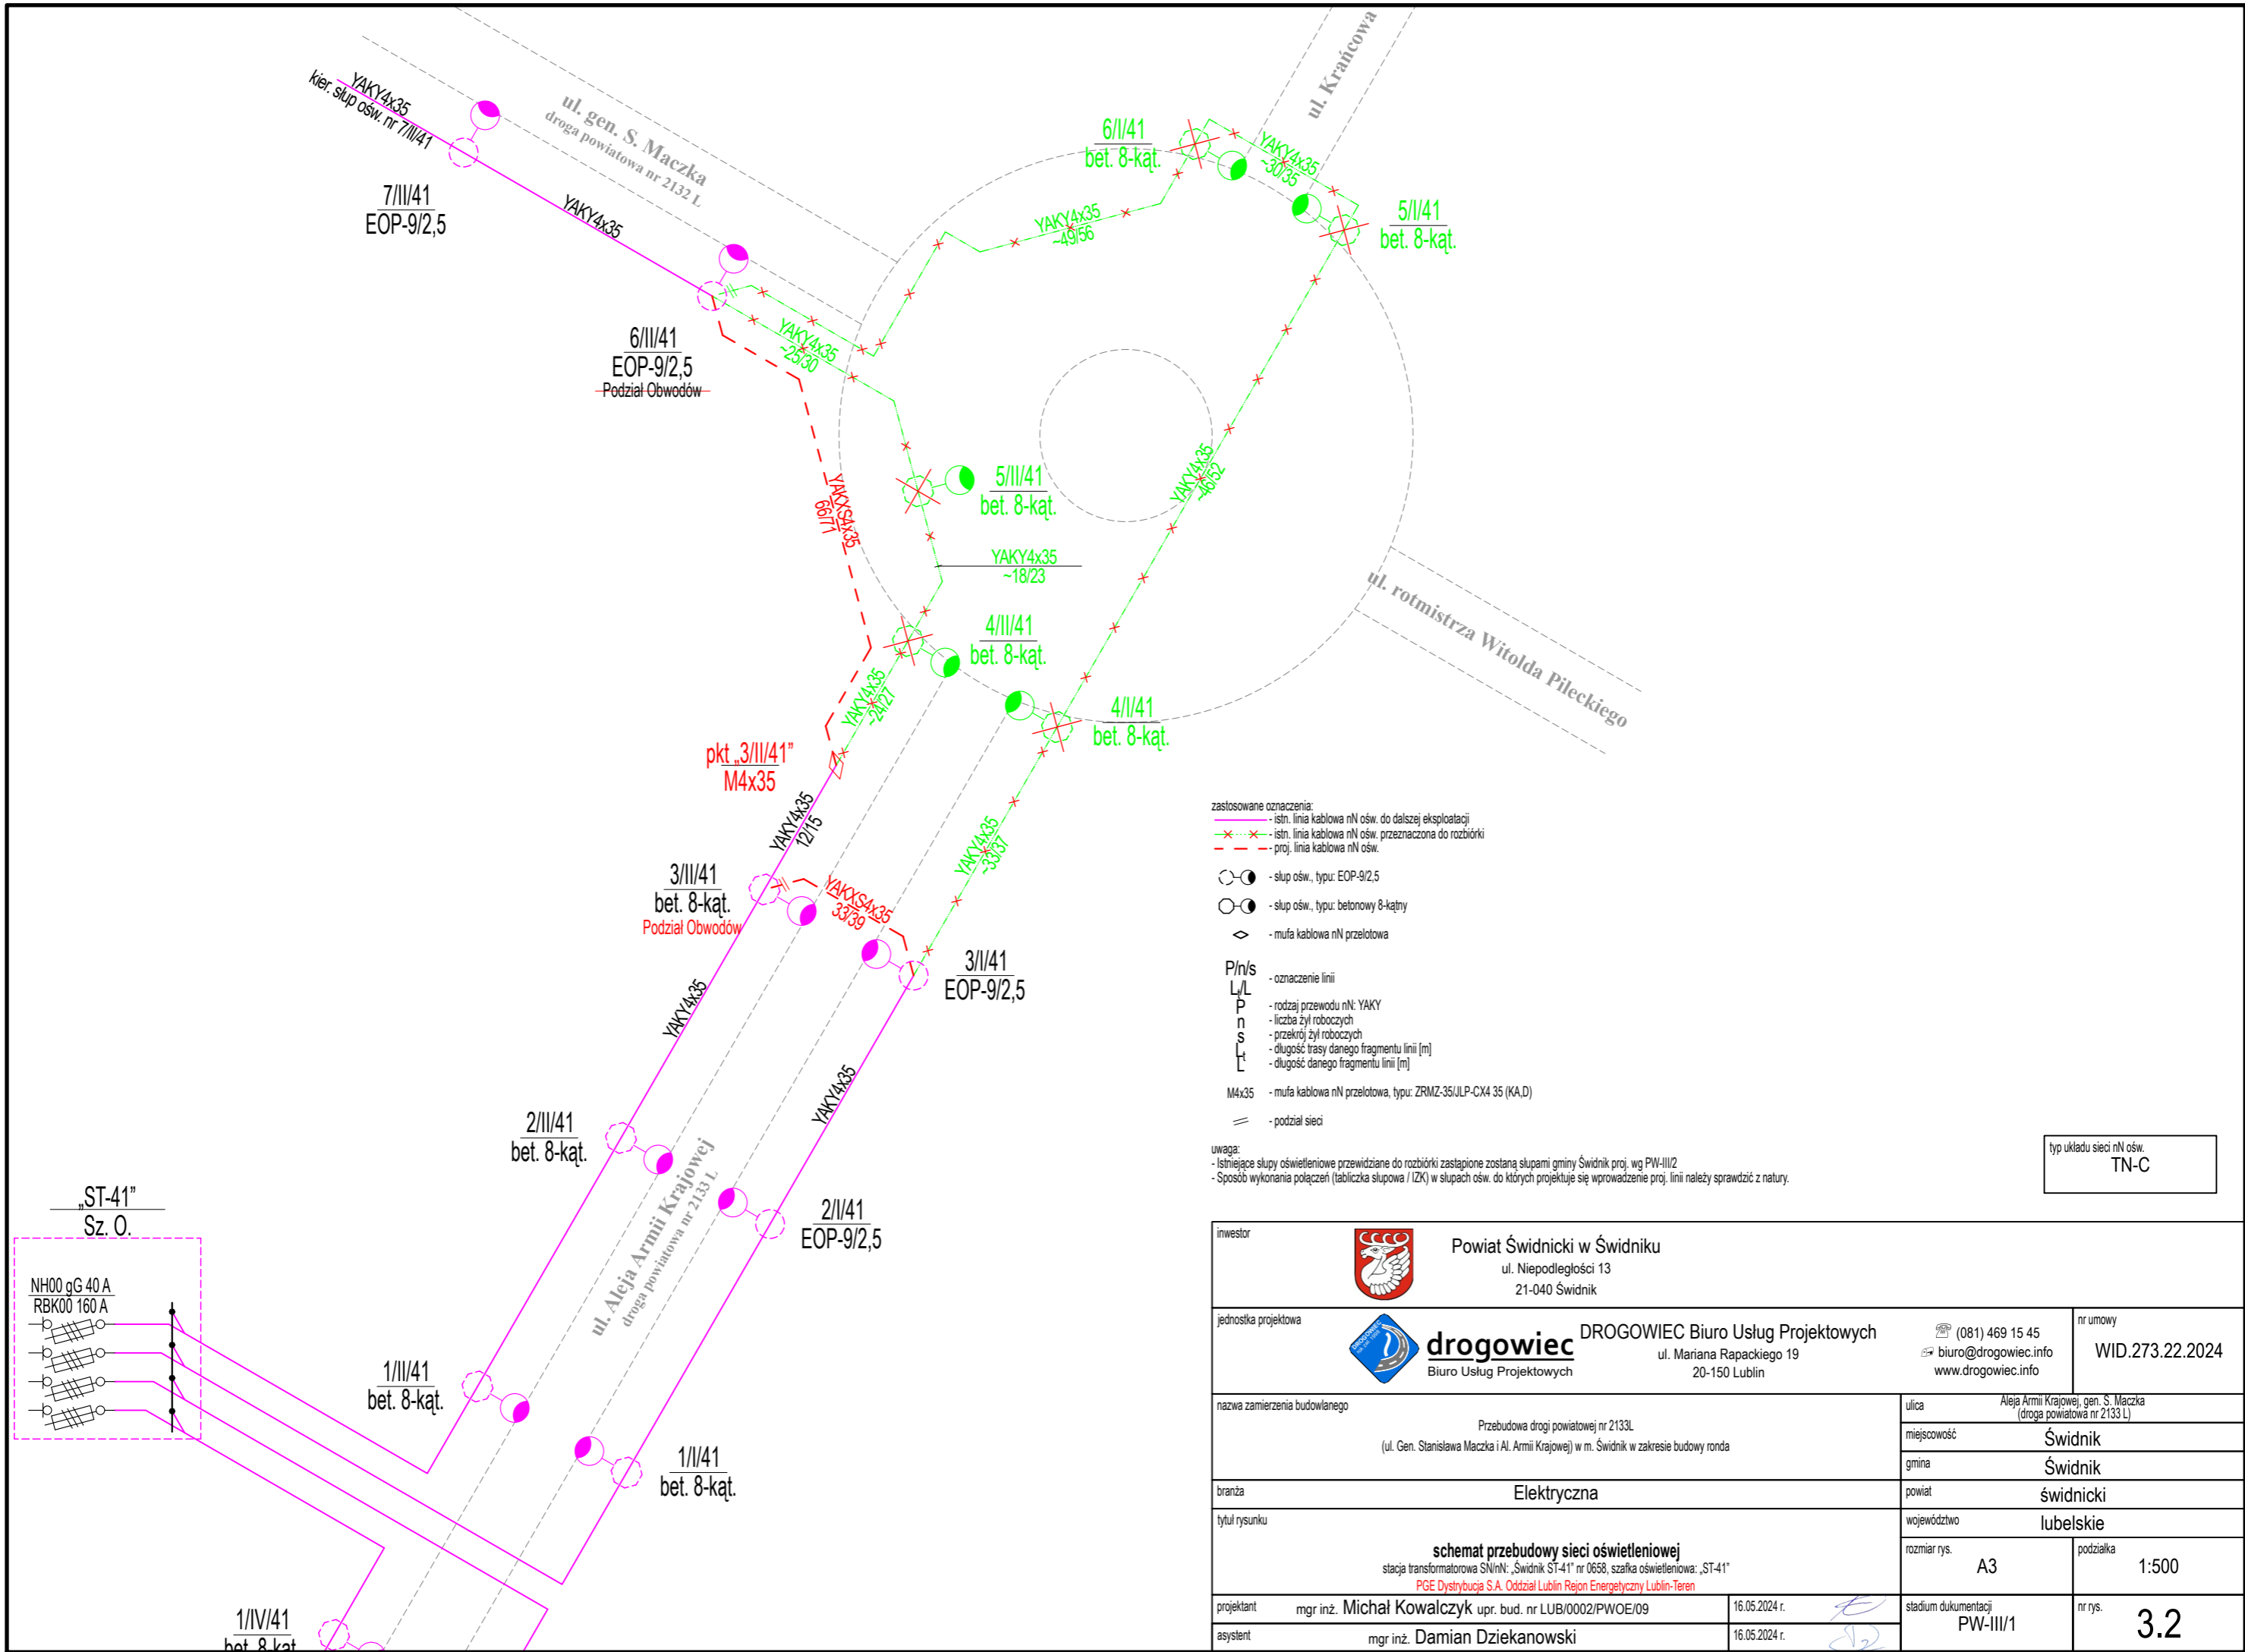 YAKY4x35
kier. słup ośw. nr 7/II/41
ul. gen. S. Maczka
droga powiatowa nr 2132 L
ul. Krańcowa
7/II/41
EOP-9/2,5
YAKY4x35
6/I/41
bet. 8-kąt.
YAKY4x35
~30/35
5/I/41
bet. 8-kąt.
YAKY4x35
~49/56
6/II/41
EOP-9/2,5
Podział Obwodów
YAKY4x35
~25/30
YAKXS4x35
66/71
5/II/41
bet. 8-kąt.
YAKY4x35
~46/52
YAKY4x35
~18/23
ul. rotmistrza Witolda Pileckiego
4/II/41
bet. 8-kąt.
YAKY4x35
~24/27
4/I/41
bet. 8-kąt.
pkt „3/II/41”
M4x35
YAKY4x35
12/15
YAKY4x35
~33/37
3/II/41
bet. 8-kąt.
Podział Obwodów
YAKXS4x35
33/39
3/I/41
EOP-9/2,5
YAKY4x35
YAKY4x35
2/II/41
bet. 8-kąt.
2/I/41
EOP-9/2,5
ul. Aleja Armii Krajowej
droga powiatowa nr 2133 L
„ST-41”
Sz. O.
NH00 gG 40 A
RBK00 160 A
1/II/41
bet. 8-kąt.
1/I/41
bet. 8-kąt.
1/IV/41
bet. 8-kąt.
zastosowane oznaczenia:
- istn. linia kablowa nN ośw. do dalszej eksploatacji
- istn. linia kablowa nN ośw. przeznaczona do rozbiórki
- proj. linia kablowa nN ośw.
- słup ośw., typu: EOP-9/2,5
- słup ośw., typu: betonowy 8-kątny
- mufa kablowa nN przelotowa
P/n/s
Lt/L - oznaczenie linii
P - rodzaj przewodu nN: YAKY
n - liczba żył roboczych
s - przekrój żył roboczych
Lt - długość trasy danego fragmentu linii [m]
L - długość danego fragmentu linii [m]
M4x35 - mufa kablowa nN przelotowa, typu: ZRMZ-35/JLP-CX4 35 (KA,D)
- podział sieci
uwaga:
- Istniejące słupy oświetleniowe przewidziane do rozbiórki zastąpione zostaną słupami gminy Świdnik proj. wg PW-III/2
- Sposób wykonania połączeń (tabliczka słupowa / IZK) w słupach ośw. do których projektuje się wprowadzenie proj. linii należy sprawdzić z natury.
typ układu sieci nN ośw.
TN-C
inwestor
Powiat Świdnicki w Świdniku
ul. Niepodległości 13
21-040 Świdnik
jednostka projektowa
drogowiec
Biuro Usług Projektowych
DROGOWIEC Biuro Usług Projektowych
ul. Mariana Rapackiego 19
20-150 Lublin
(081) 469 15 45
biuro@drogowiec.info
www.drogowiec.info
nr umowy
WID.273.22.2024
nazwa zamierzenia budowlanego
Przebudowa drogi powiatowej nr 2133L
(ul. Gen. Stanisława Maczka i Al. Armii Krajowej) w m. Świdnik w zakresie budowy ronda
ulica
Aleja Armii Krajowej, gen. S. Maczka
(droga powiatowa nr 2133 L)
miejscowość Świdnik
gmina Świdnik
branża Elektryczna
powiat świdnicki
tytuł rysunku
województwo lubelskie
schemat przebudowy sieci oświetleniowej
stacja transformatorowa SN/nN: „Świdnik ST-41” nr 0658, szafka oświetleniowa: „ST-41”
PGE Dystrybucja S.A. Oddział Lublin Rejon Energetyczny Lublin-Teren
rozmiar rys.
A3
podziałka
1:500
projektant mgr inż. Michał Kowalczyk upr. bud. nr LUB/0002/PWOE/09 16.05.2024 r.
asystent mgr inż. Damian Dziekanowski 16.05.2024 r.
stadium dokumentacji
PW-III/1
nr rys.
3.2